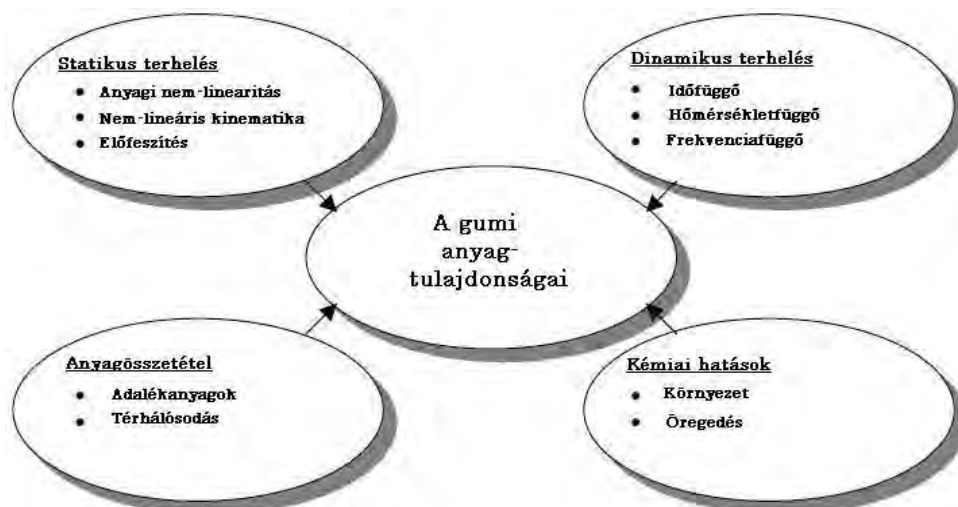 Statikus terhelés
Anyagi nem-linearitás
Nem-lineáris kinematika
Előfeszítés
Dinamikus terhelés
Időfüggő
Hőmérsékletfüggő
Frekvenciafüggő
A gumi
anyag-
tulajdonságai
Anyagösszetétel
Adalékanyagok
Térhálósodás
Kémiai hatások
Környezet
Öregedés